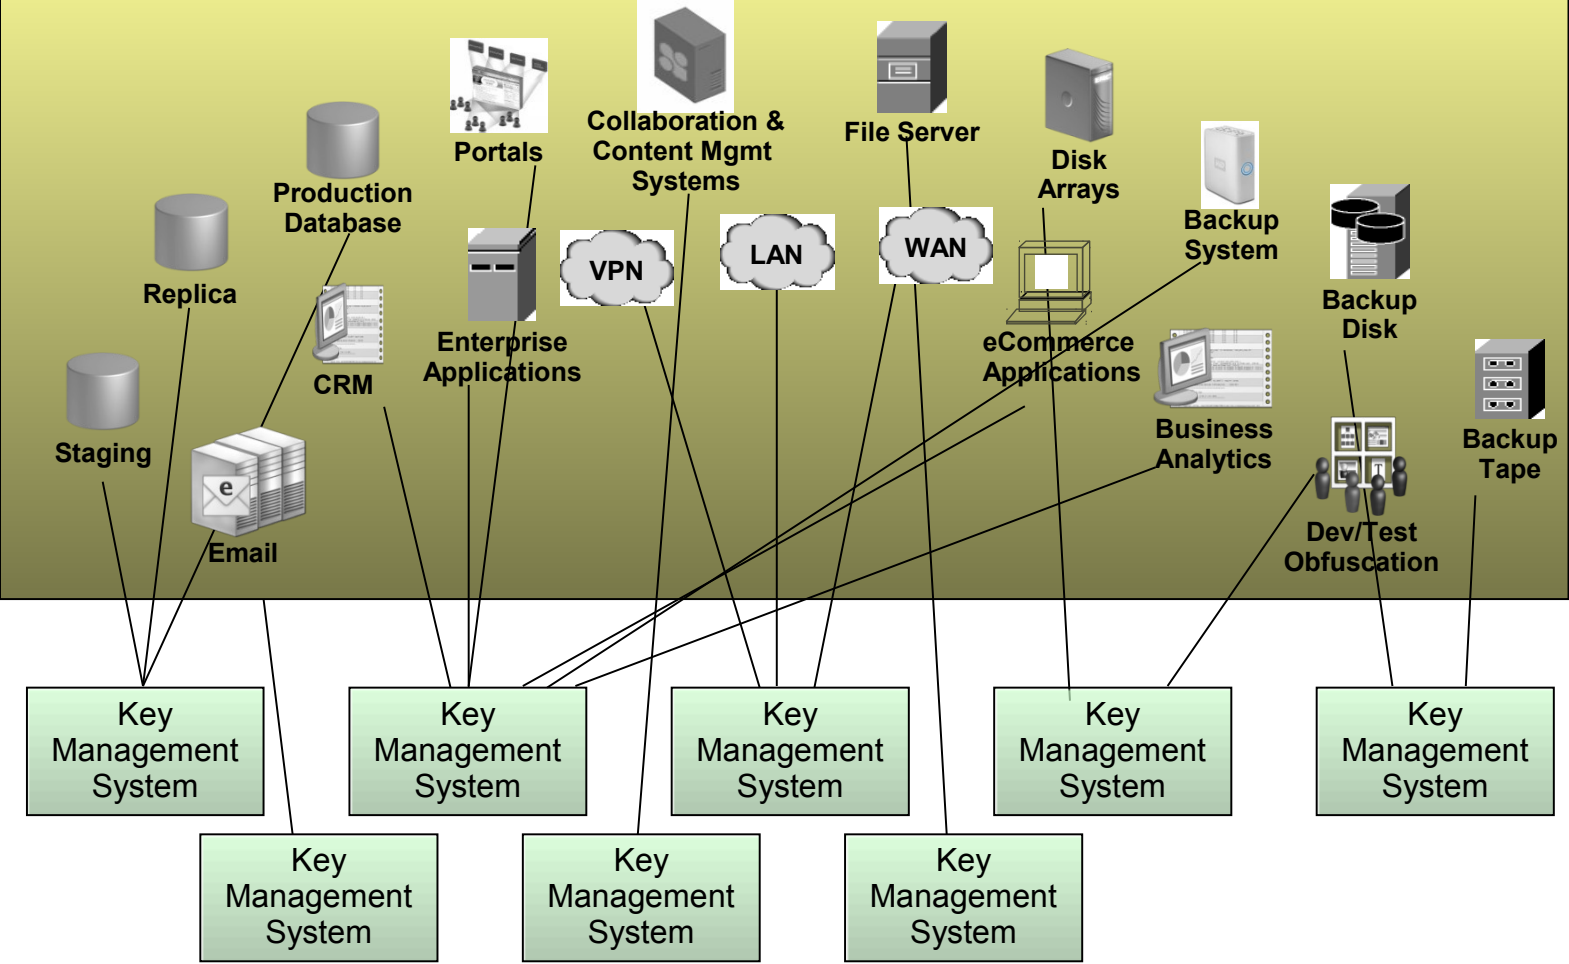 Portals
Collaboration &
Content Mgmt
Systems
File Server
Disk
Arrays
Production
Database
Backup
System
Replica
VPN
LAN
WAN
Backup
Disk
CRM
Enterprise
Applications
eCommerce
Applications
Staging
Email
Business
Analytics
Backup
Tape
Dev/Test
Obfuscation
e
T
Key
Management
System
Key
Management
System
Key
Management
System
Key
Management
System
Key
Management
System
Key
Management
System
Key
Management
System
Key
Management
System